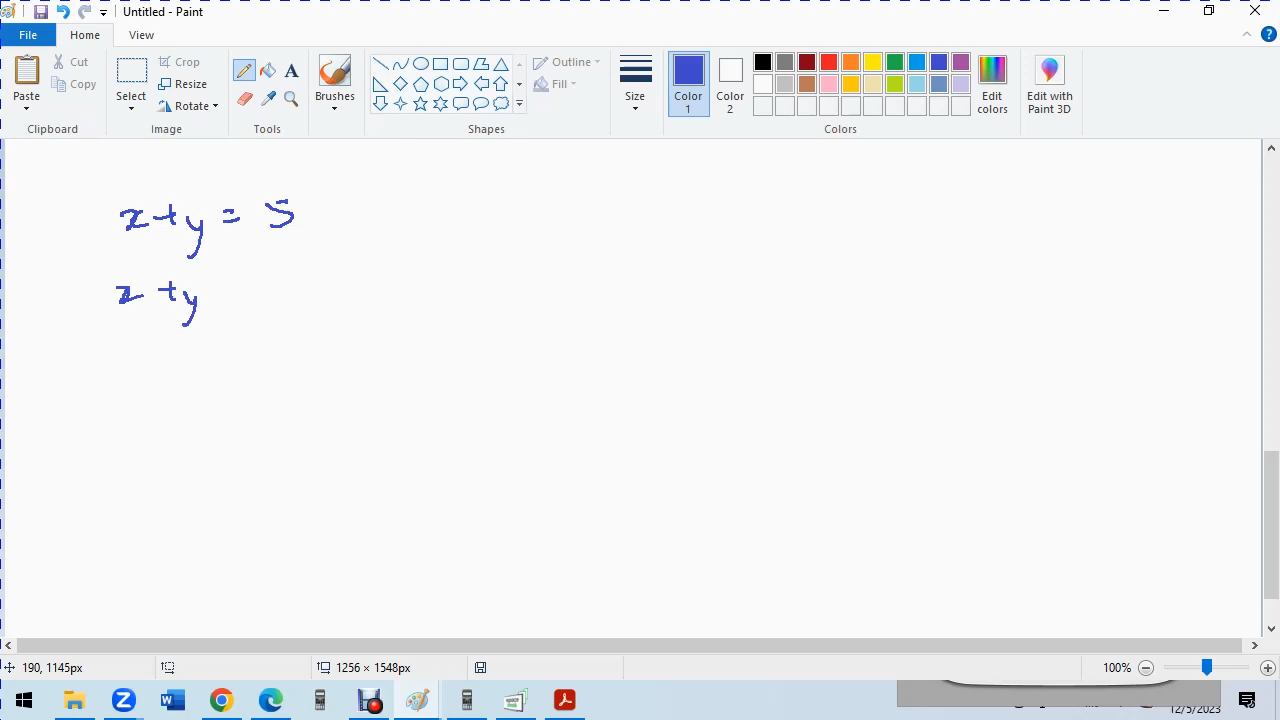 Untitled - Paint
File Home View
Paste
Cut
Copy
Clipboard
Select
Crop
Resize
Rotate
Image
Tools
Brushes
Shapes
Outline
Fill
Size
Color 1
Color 2
Colors
Edit colors
Edit with Paint 3D
x + y = 5
x + y
190, 1145px
1256 × 1548px
100%
12/5/2023